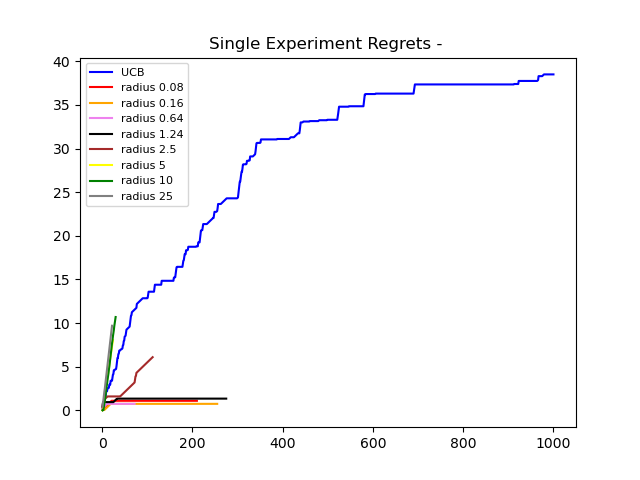 Single Experiment Regrets -
40
35
30
25
20
15
10
5
0
UCB
radius 0.08
radius 0.16
radius 0.64
radius 1.24
radius 2.5
radius 5
radius 10
radius 25
0 200 400 600 800 1000